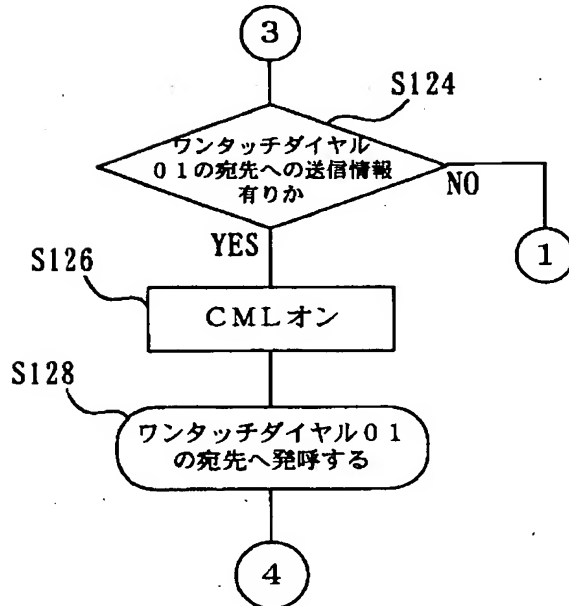 3
S124
ワンタッチダイヤル
01の宛先への送信情報
有りか
NO
YES
1
S126
CMLオン
S128
ワンタッチダイヤル01
の宛先へ発呼する
4